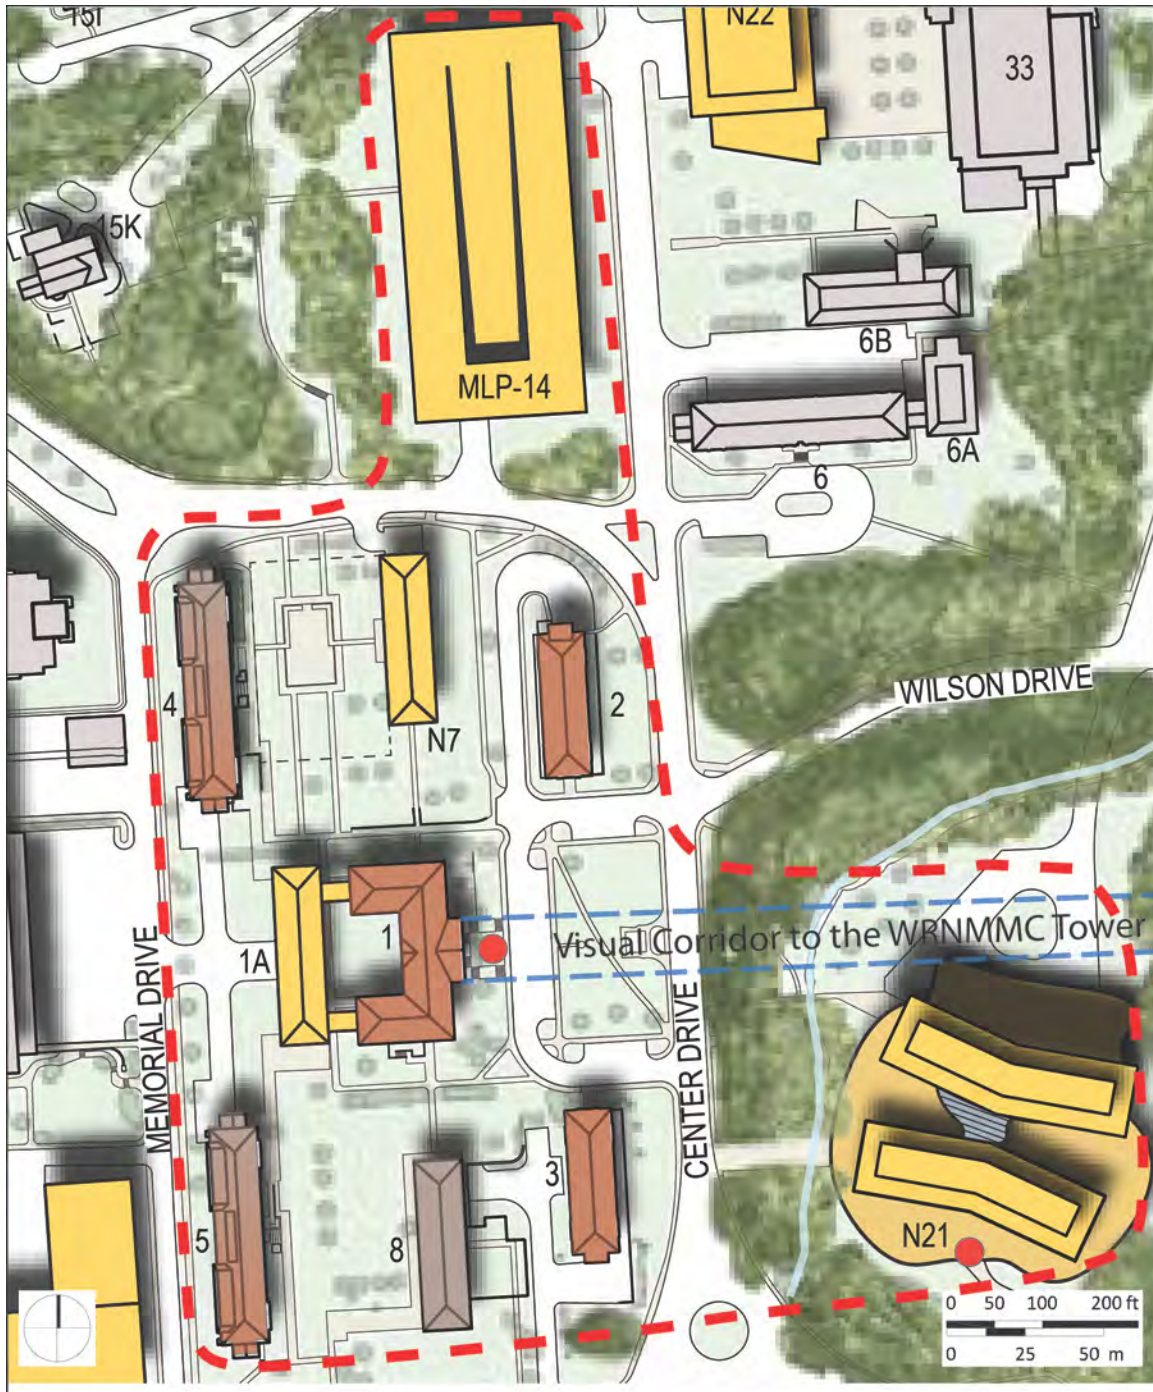 15I
N22
33
15K
6B
MLP-14
6A
6
WILSON DRIVE
4
2
N7
1
Visual Corridor to the WRNMMC Tower
1A
MEMORIAL DRIVE
CENTER DRIVE
3
5
8
N21
0 50 100 200 ft
0 25 50 m